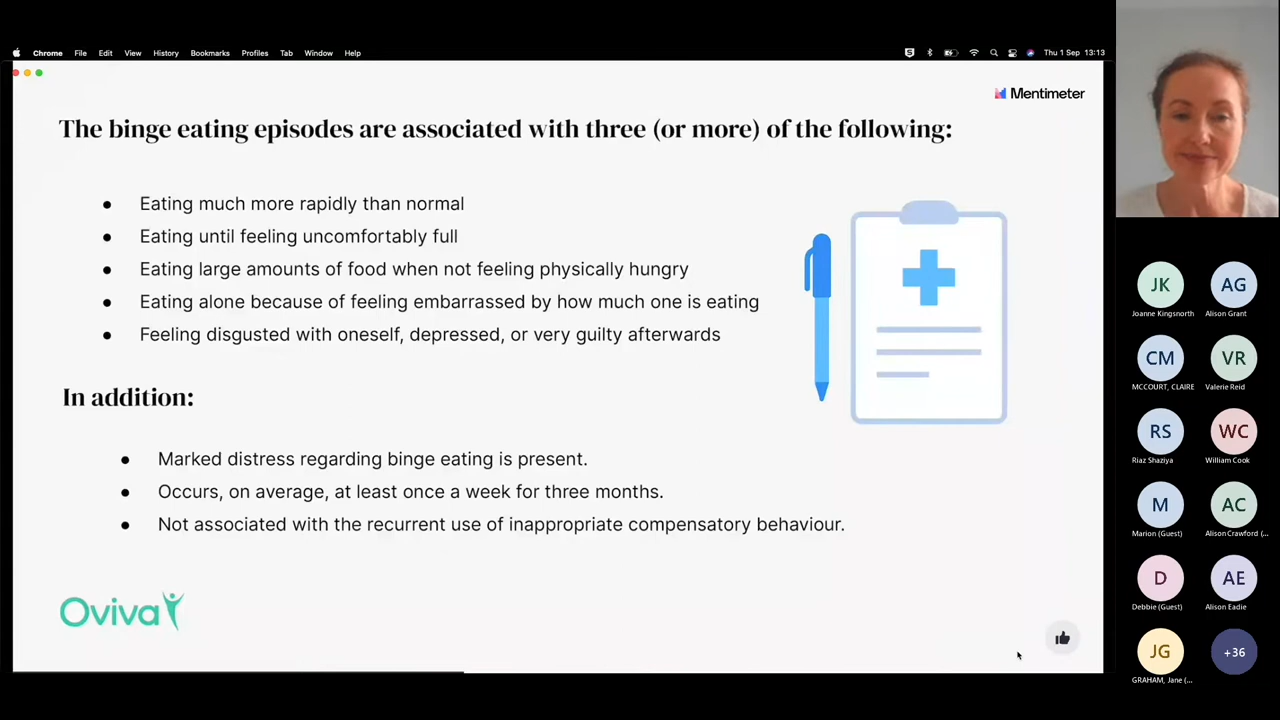 Chrome File Edit View History Bookmarks Profiles Tab Window Help
S
Thu 1 Sep 13:13
Mentimeter
The binge eating episodes are associated with three (or more) of the following:
● Eating much more rapidly than normal
● Eating until feeling uncomfortably full
● Eating large amounts of food when not feeling physically hungry
● Eating alone because of feeling embarrassed by how much one is eating
● Feeling disgusted with oneself, depressed, or very guilty afterwards
In addition:
● Marked distress regarding binge eating is present.
● Occurs, on average, at least once a week for three months.
● Not associated with the recurrent use of inappropriate compensatory behaviour.
Oviva
JK
Joanne Kingsnorth
AG
Alison Grant
CM
MCCOURT, CLAIRE
VR
Valerie Reid
RS
Riaz Shaziya
WC
William Cook
M
Marion (Guest)
AC
Alison Crawford (...
D
Debbie (Guest)
AE
Alison Eadie
JG
GRAHAM, Jane (...
+36